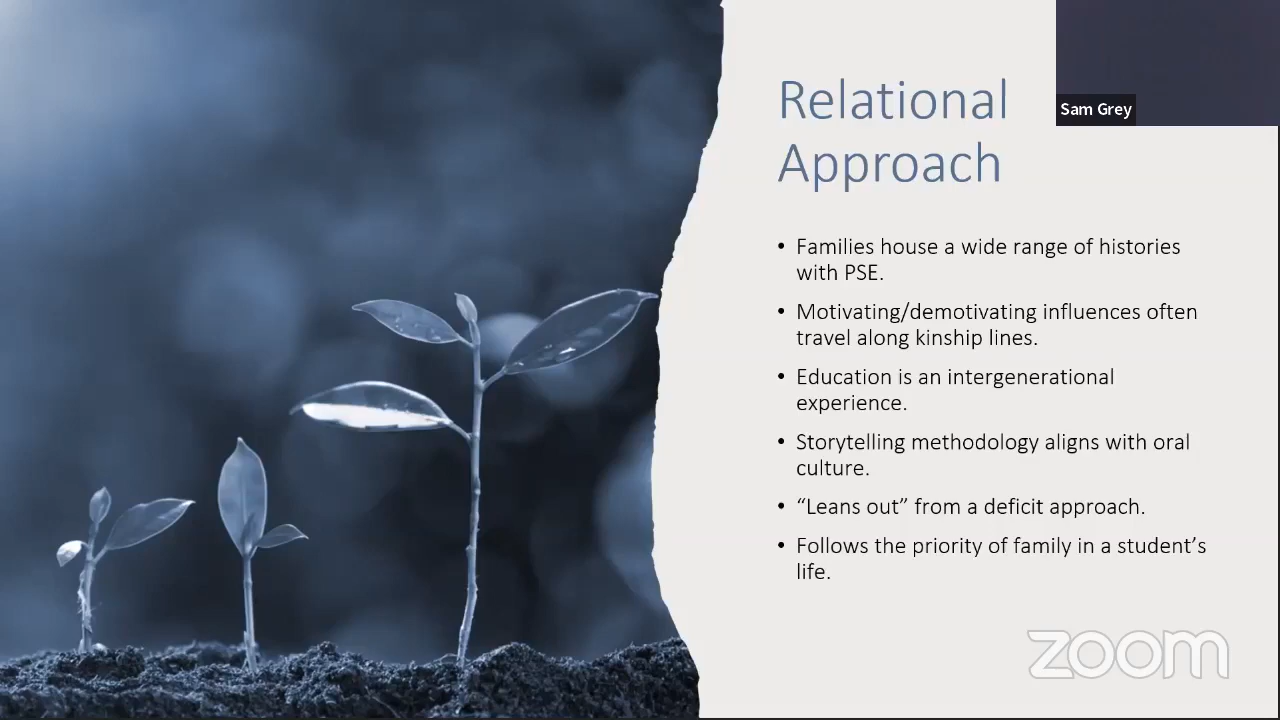 Relational
Approach
Sam Grey
• Families house a wide range of histories
with PSE.
• Motivating/demotivating influences often
travel along kinship lines.
• Education is an intergenerational
experience.
• Storytelling methodology aligns with oral
culture.
• “Leans out” from a deficit approach.
• Follows the priority of family in a student’s
life.
zoom